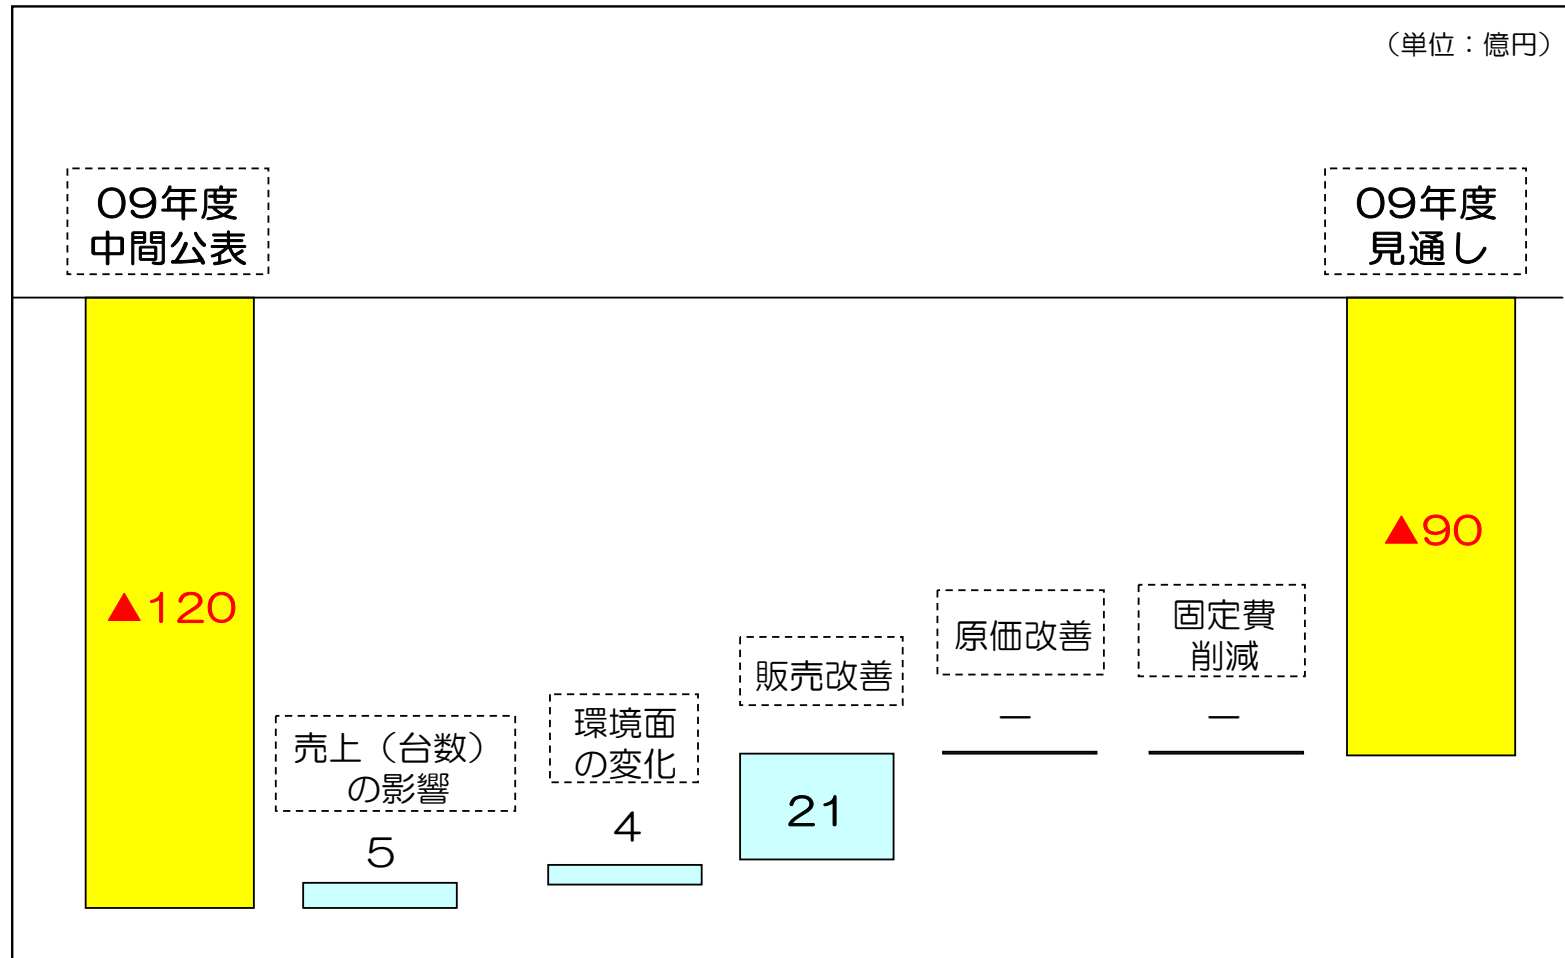 （単位：億円）
09年度
中間公表
09年度
見通し
▲120
売上（台数）
の影響
5
環境面
の変化
4
販売改善
21
原価改善
－
固定費
削減
－
▲90